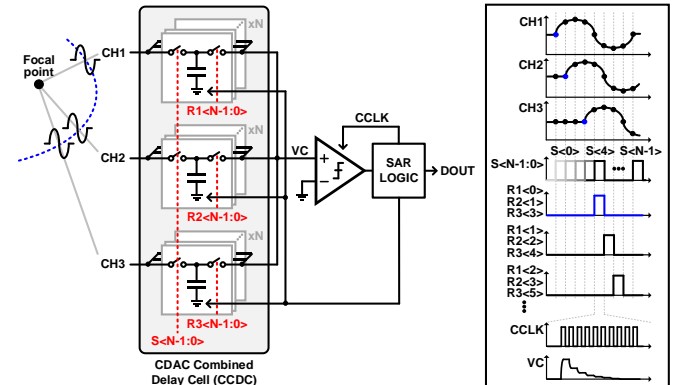 xN
CH1
R1<N-1:0>
Focal
point
xN
CH2
R2<N-1:0>
xN
CH3
R3<N-1:0>
S<N-1:0>
CDAC Combined
Delay Cell (CCDC)
VC
+
−
CCLK
SAR
LOGIC
DOUT
CH1
CH2
CH3
S<0> S<4> S<N-1>
S<N-1:0>
R1<0>
R2<1>
R3<3>
R1<1>
R2<2>
R3<4>
R1<2>
R2<3>
R3<5>
CCLK
VC